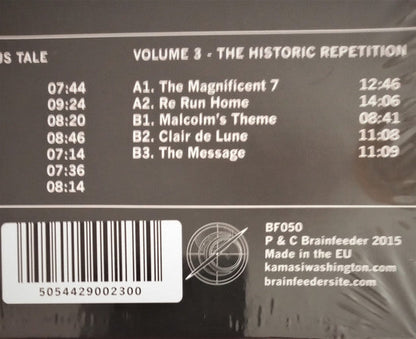 US TALE
07:44
09:24
08:20
08:46
07:14
07:36
08:14
VOLUME 3 - THE HISTORIC REPETITION
A1. The Magnificent 7 12:46
A2. Re Run Home 14:06
B1. Malcolm's Theme 08:41
B2. Clair de Lune 11:08
B3. The Message 11:09
5054429002300
BF050
P & C Brainfeeder 2015
Made in the EU
kamasiwashington.com
brainfeedersite.com